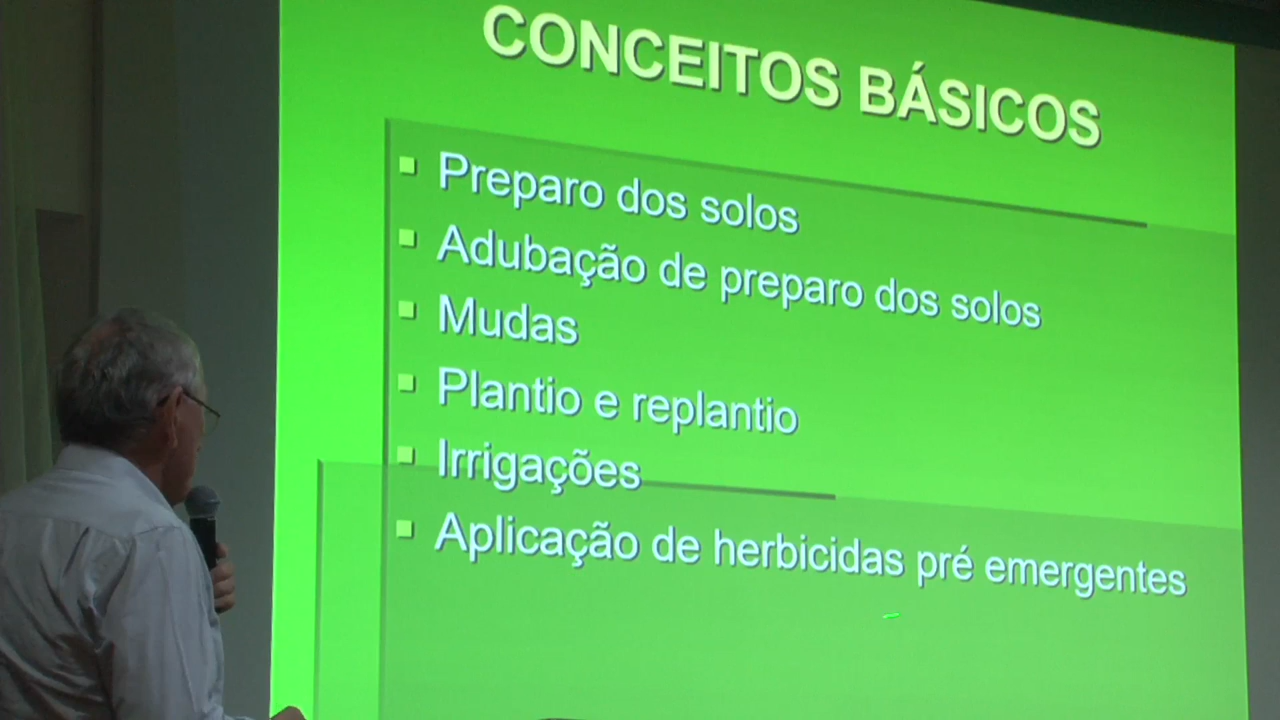 CONCEITOS BÁSICOS
Preparo dos solos
Adubação de preparo dos solos
Mudas
Plantio e replantio
Irrigações
Aplicação de herbicidas pré emergentes